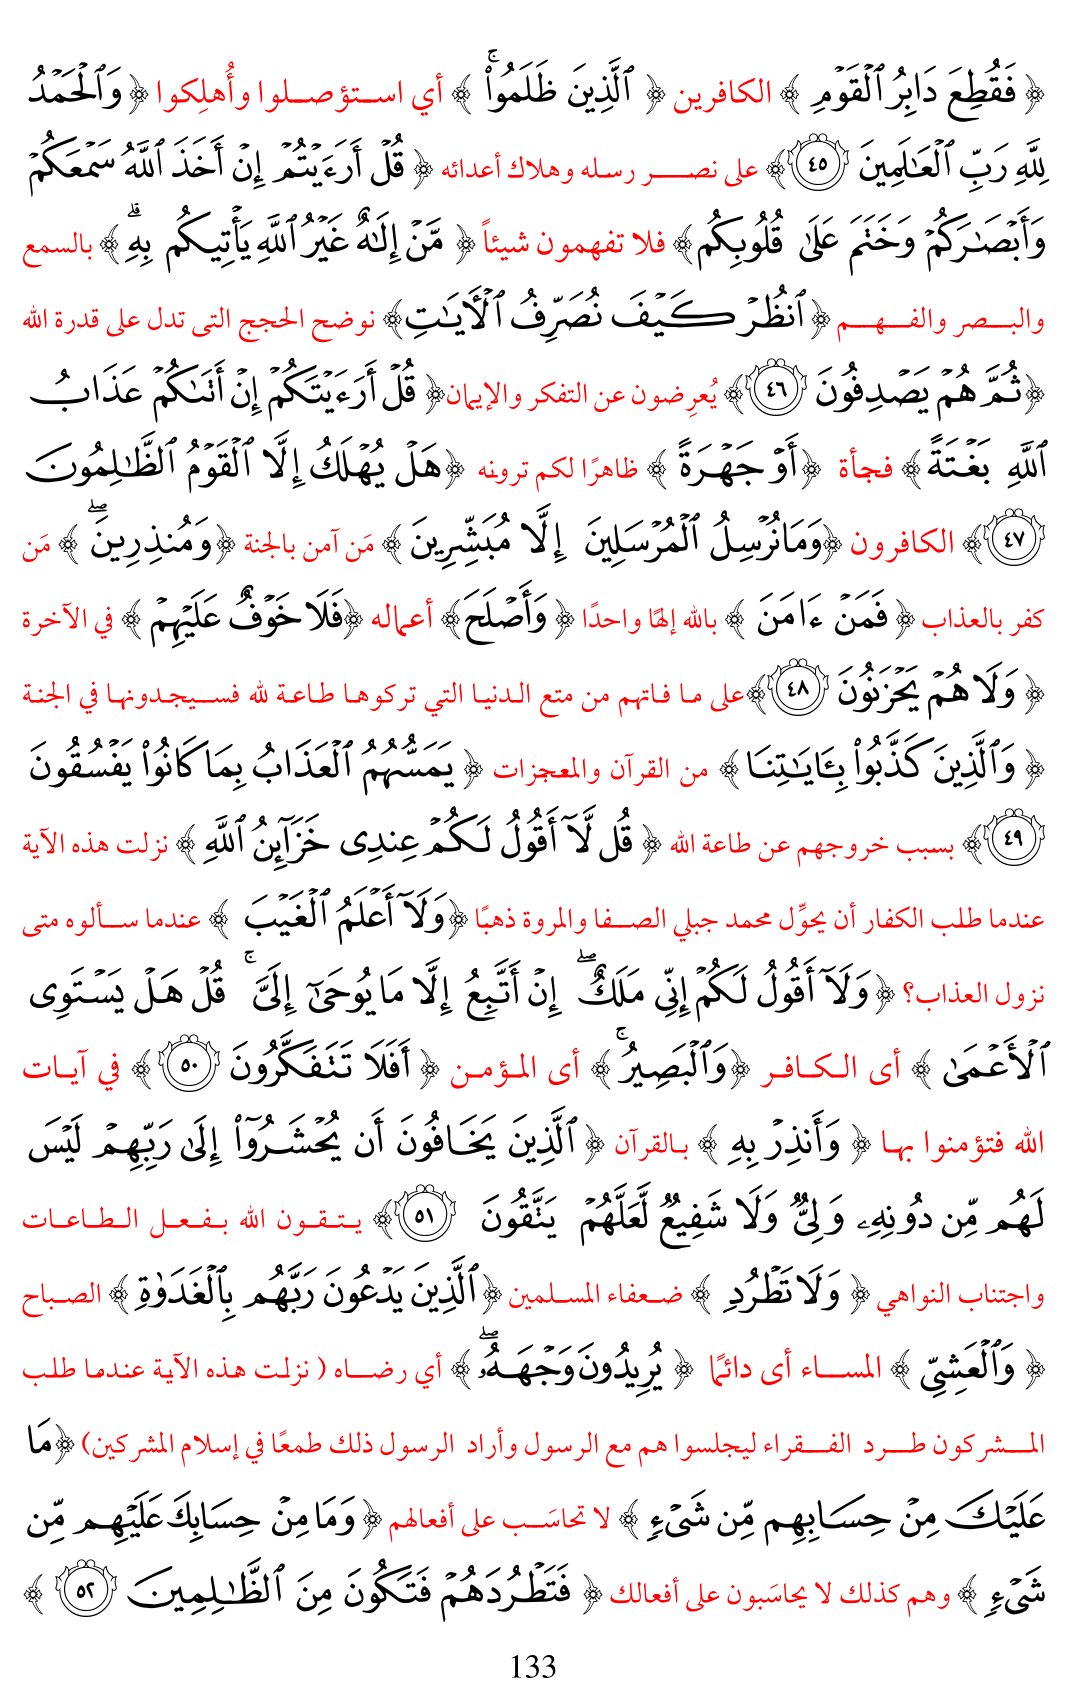 ﴿ فَقُطِعَ دَابِرُ ٱلْقَوْمِ ﴾ الكافرين ﴿ ٱلَّذِينَ ظَلَمُوا۟ۚ ﴾ أي استؤصلوا وأُهلِكوا ﴿ وَٱلْحَمْدُ
لِلَّهِ رَبِّ ٱلْعَـٰلَمِينَ ٤٥﴾ على نصر رسله وهلاك أعدائه ﴿ قُلْ أَرَءَيْتُمْ إِنْ أَخَذَ ٱللَّهُ سَمْعَكُمْ
وَأَبْصَـٰرَكُمْ وَخَتَمَ عَلَىٰ قُلُوبِكُم﴾ فلا تفهمون شيئاً ﴿ مَّنْ إِلَـٰهٌ غَيْرُ ٱللَّهِ يَأْتِيكُم بِهِ ۗ ﴾ بالسمع
والبصر والفهم ﴿ٱنظُرْ كَيْفَ نُصَرِّفُ ٱلْـَٔايَـٰتِ﴾ نوضح الحجج التى تدل على قدرة الله
﴿ثُمَّ هُمْ يَصْدِفُونَ ٤٦﴾ يُعرِضون عن التفكر والإيمان﴿ قُلْ أَرَءَيْتَكُمْ إِنْ أَتَىٰكُمْ عَذَابُ
ٱللَّهِ بَغْتَةً﴾ فجأة ﴿أَوْ جَهْرَةً ﴾ ظاهرًا لكم ترونه ﴿هَلْ يُهْلَكُ إِلَّا ٱلْقَوْمُ ٱلظَّـٰلِمُونَ
٤٧﴾ الكافرون ﴿وَمَا نُرْسِلُ ٱلْمُرْسَلِينَ إِلَّا مُبَشِّرِينَ ﴾ مَن آمن بالجنة ﴿وَمُنذِرِينَۖ ﴾ مَن
كفر بالعذاب ﴿ فَمَنْ ءَامَنَ ﴾ بالله إلهًا واحدًا ﴿ وَأَصْلَحَ﴾ أعماله ﴿فَلَا خَوْفٌ عَلَيْهِمْ ﴾ في الآخرة
﴿ وَلَا هُمْ يَحْزَنُونَ ٤٨﴾على ما فاتهم من متع الدنيا التي تركوها طاعة لله فسيجدونها في الجنة
﴿ وَٱلَّذِينَ كَذَّبُوا۟ بِـَٔايَـٰتِنَا ﴾ من القرآن والمعجزات ﴿ يَمَسُّهُمُ ٱلْعَذَابُ بِمَا كَانُوا۟ يَفْسُقُونَ
٤٩﴾ بسبب خروجهم عن طاعة الله ﴿ قُل لَّآ أَقُولُ لَكُمْ عِندِى خَزَآئِنُ ٱللَّهِ ﴾ نزلت هذه الآية
عندما طلب الكفار أن يحوِّل محمد جبلي الصفا والمروة ذهبًا ﴿وَلَآ أَعْلَمُ ٱلْغَيْبَ ﴾ عندما سألوه متى
نزول العذاب؟ ﴿وَلَآ أَقُولُ لَكُمْ إِنِّى مَلَكٌۖ إِنْ أَتَّبِعُ إِلَّا مَا يُوحَىٰٓ إِلَىَّ ۚ قُلْ هَلْ يَسْتَوِى
ٱلْأَعْمَىٰ ﴾ أى الكافر ﴿وَٱلْبَصِيرُۚ ﴾ أى المؤمن ﴿ أَفَلَا تَتَفَكَّرُونَ ٥٠﴾ في آيات
الله فتؤمنوا بها ﴿ وَأَنذِرْ بِهِ ﴾ بالقرآن ﴿ ٱلَّذِينَ يَخَافُونَ أَن يُحْشَرُوٓا۟ إِلَىٰ رَبِّهِمْ لَيْسَ
لَهُم مِّن دُونِهِۦ وَلِىٌّ وَلَا شَفِيعٌ لَّعَلَّهُمْ يَتَّقُونَ ٥١﴾ يتقون الله بفعل الطاعات
واجتناب النواهي ﴿ وَلَا تَطْرُدِ ﴾ ضعفاء المسلمين ﴿ٱلَّذِينَ يَدْعُونَ رَبَّهُم بِٱلْغَدَوٰةِ ﴾ الصباح
﴿ وَٱلْعَشِىِّ ﴾ المساء أى دائمًا ﴿ يُرِيدُونَ وَجْهَهُۥۖ ﴾ أي رضاه ( نزلت هذه الآية عندما طلب
المشركون طرد الفقراء ليجلسوا هم مع الرسول وأراد الرسول ذلك طمعًا في إسلام المشركين) ﴿مَا
عَلَيْكَ مِنْ حِسَابِهِم مِّن شَىْءٍ ﴾ لا تحاسَب على أفعالهم ﴿ وَمَا مِنْ حِسَابِكَ عَلَيْهِم مِّن
شَىْءٍ ﴾ وهم كذلك لا يحاسَبون على أفعالك ﴿ فَتَطْرُدَهُمْ فَتَكُونَ مِنَ ٱلظَّـٰلِمِينَ ٥٢ ﴾
133